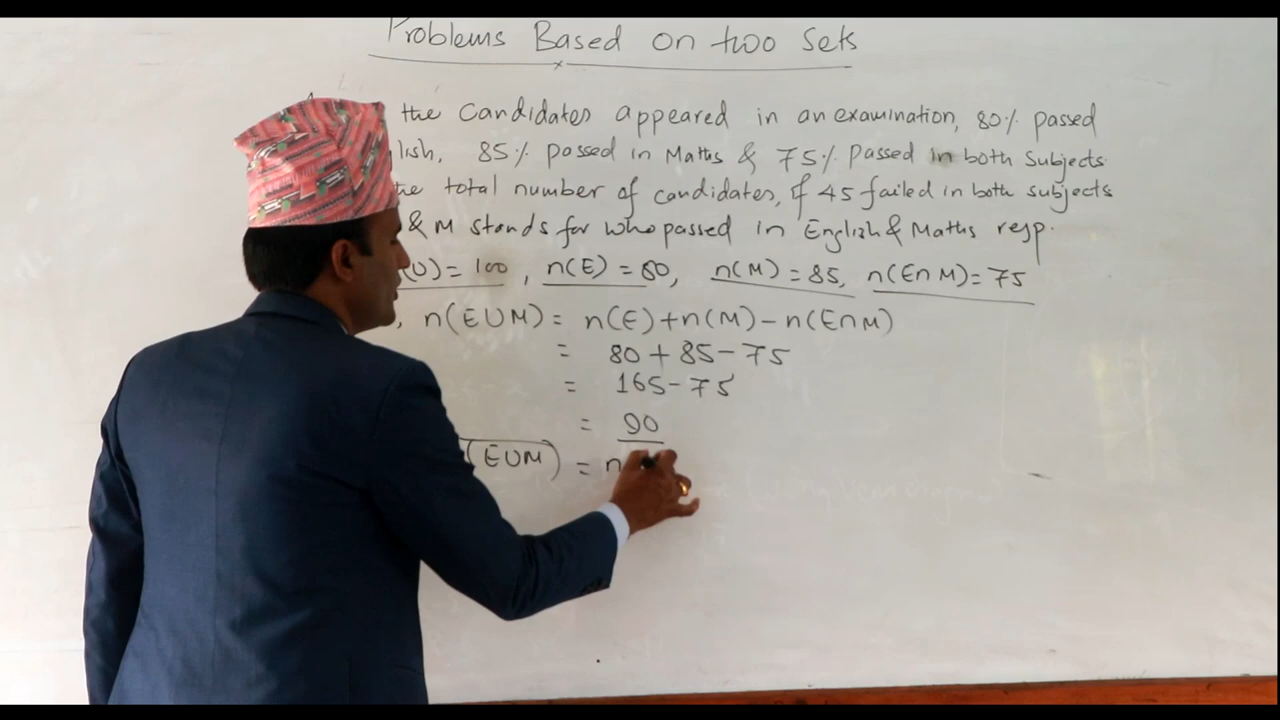 Problems Based on two Sets
the Candidates appeared in an examination, 80% passed
lish, 85% passed in Maths & 75% passed in both Subjects
the total number of candidates, if 45 failed in both subjects
& M stands for who passed in English & Maths resp.
(U) = 100, n(E) = 80, n(M) = 85, n(E∩M) = 75
, n(EUM) = n(E) + n(M) - n(E∩M)
= 80 + 85 - 75
= 165 - 75
= 90
(EUM) = n